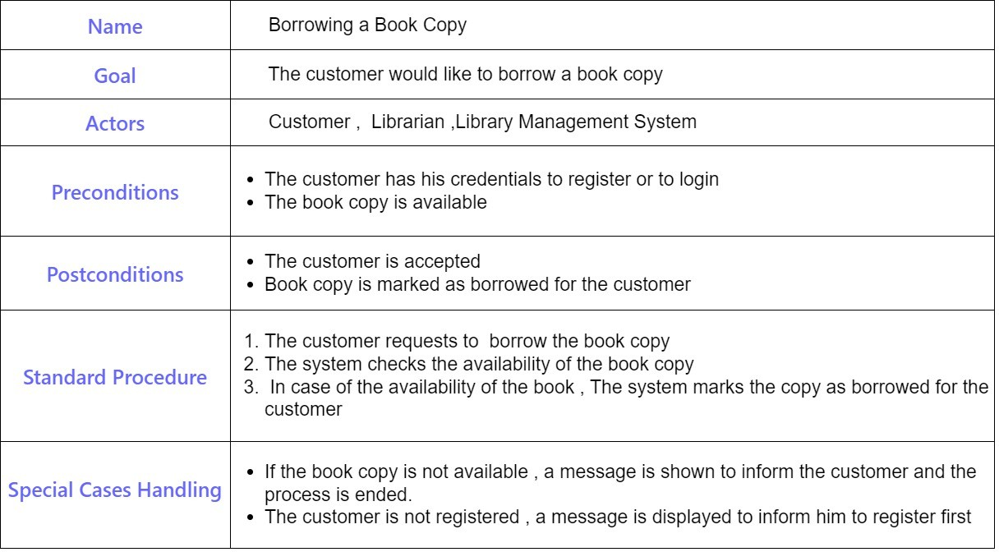 Name
Borrowing a Book Copy
Goal
The customer would like to borrow a book copy
Actors
Customer ,  Librarian ,Library Management System
Preconditions
• The customer has his credentials to register or to login
• The book copy is available
Postconditions
• The customer is accepted
• Book copy is marked as borrowed for the customer
Standard Procedure
1. The customer requests to  borrow the book copy
2. The system checks the availability of the book copy
3.  In case of the availability of the book , The system marks the copy as borrowed for the
customer
Special Cases Handling
• If the book copy is not available , a message is shown to inform the customer and the
process is ended.
• The customer is not registered , a message is displayed to inform him to register first